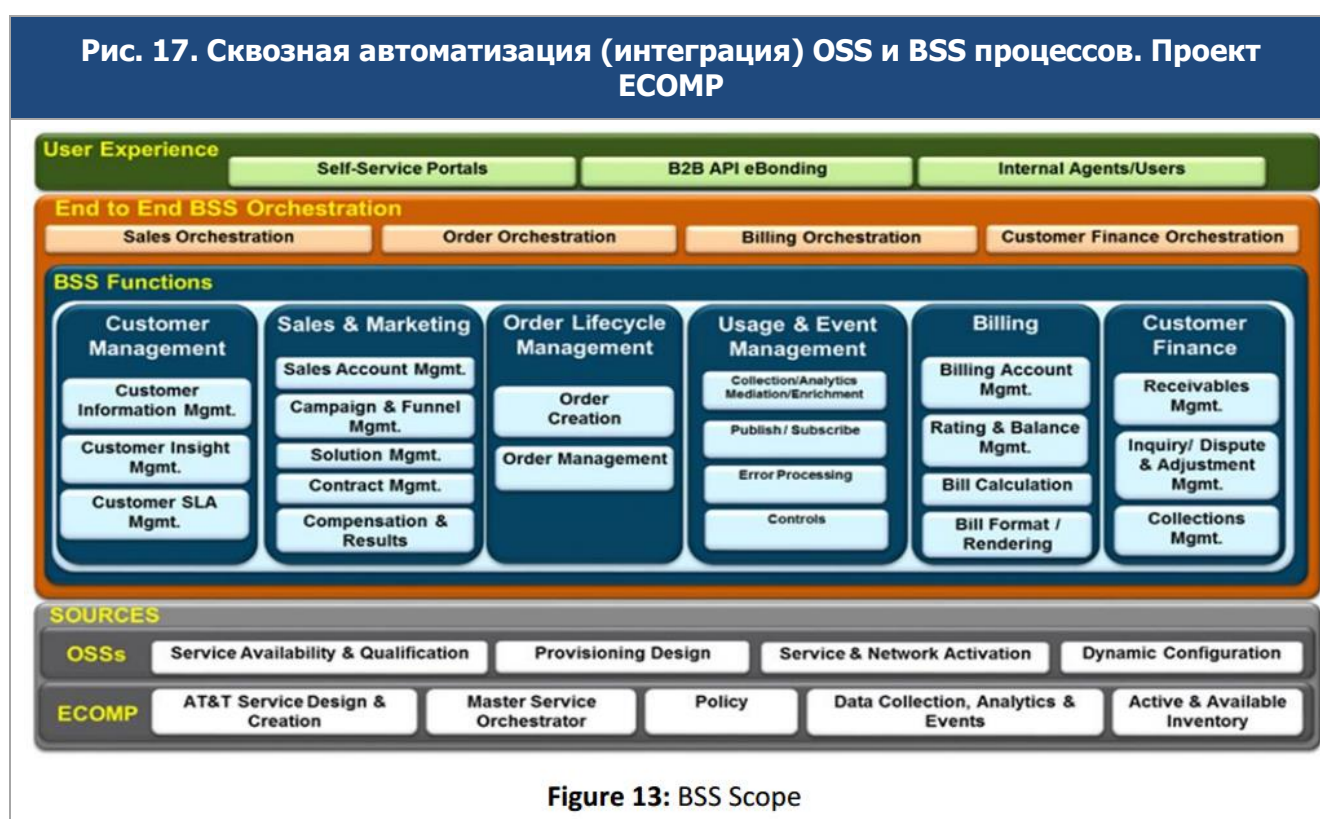 Рис. 17. Сквозная автоматизация (интеграция) OSS и BSS процессов. Проект
ECOMP
User Experience
Self-Service Portals
B2B API eBonding
Internal Agents/Users
End to End BSS Orchestration
Sales Orchestration
Order Orchestration
Billing Orchestration
Customer Finance Orchestration
BSS Functions
Customer
Management
Customer
Information Mgmt.
Customer Insight
Mgmt.
Customer SLA
Mgmt.
Sales & Marketing
Sales Account Mgmt.
Campaign & Funnel
Mgmt.
Solution Mgmt.
Contract Mgmt.
Compensation &
Results
Order Lifecycle
Management
Order
Creation
Order Management
Usage & Event
Management
Collection/Analytics
Mediation/Enrichment
Publish / Subscribe
Error Processing
Controls
Billing
Billing Account
Mgmt.
Rating & Balance
Mgmt.
Bill Calculation
Bill Format /
Rendering
Customer
Finance
Receivables
Mgmt.
Inquiry/ Dispute
& Adjustment
Mgmt.
Collections
Mgmt.
SOURCES
OSSs
Service Availability & Qualification
Provisioning Design
Service & Network Activation
Dynamic Configuration
ECOMP
AT&T Service Design &
Creation
Master Service
Orchestrator
Policy
Data Collection, Analytics &
Events
Active & Available
Inventory
Figure 13: BSS Scope